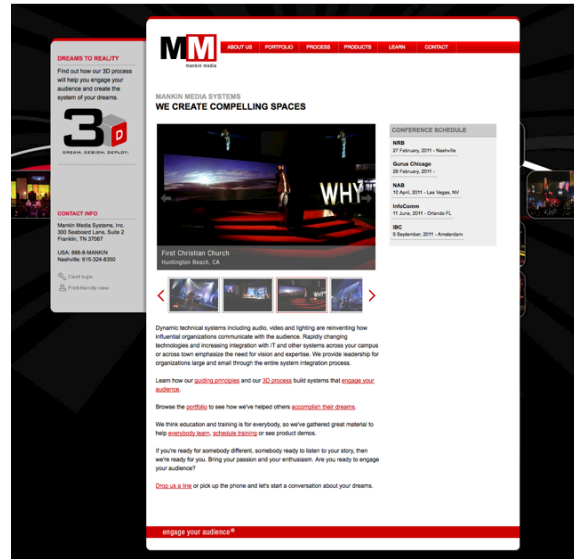 MM
mankin media
ABOUT US
PORTFOLIO
PROCESS
PRODUCTS
LEARN
CONTACT
DREAMS TO REALITY
Find out how our 3D process
will help you engage your
audience and create the
system of your dreams.
3D
DREAM. DESIGN. DEPLOY.
CONTACT INFO
Mankin Media Systems, Inc.
300 Seaboard Lane, Suite 2
Franklin, TN 37067
USA: 888-8-MANKIN
Nashville: 615-324-8350
Client login
Print-friendly view
MANKIN MEDIA SYSTEMS
WE CREATE COMPELLING SPACES
WHY
First Christian Church
Huntington Beach, CA
CONFERENCE SCHEDULE
NRB
27 February, 2011 - Nashville
Gurus Chicago
28 February, 2011 -
NAB
10 April, 2011 - Las Vegas, NV
InfoComm
11 June, 2011 - Orlando FL
IBC
9 September, 2011 - Amsterdam
Dynamic technical systems including audio, video and lighting are reinventing how
influential organizations communicate with the audience. Rapidly changing
technologies and increasing integration with IT and other systems across your campus
or across town emphasize the need for vision and expertise. We provide leadership for
organizations large and small through the entire system integration process.
Learn how our guiding principles and our 3D process build systems that engage your
audience.
Browse the portfolio to see how we've helped others accomplish their dreams.
We think education and training is for everybody, so we've gathered great material to
help everybody learn, schedule training or see product demos.
If you're ready for somebody different, somebody ready to listen to your story, then
we're ready for you. Bring your passion and your enthusiasm. Are you ready to engage
your audience?
Drop us a line or pick up the phone and let's start a conversation about your dreams.
engage your audience®